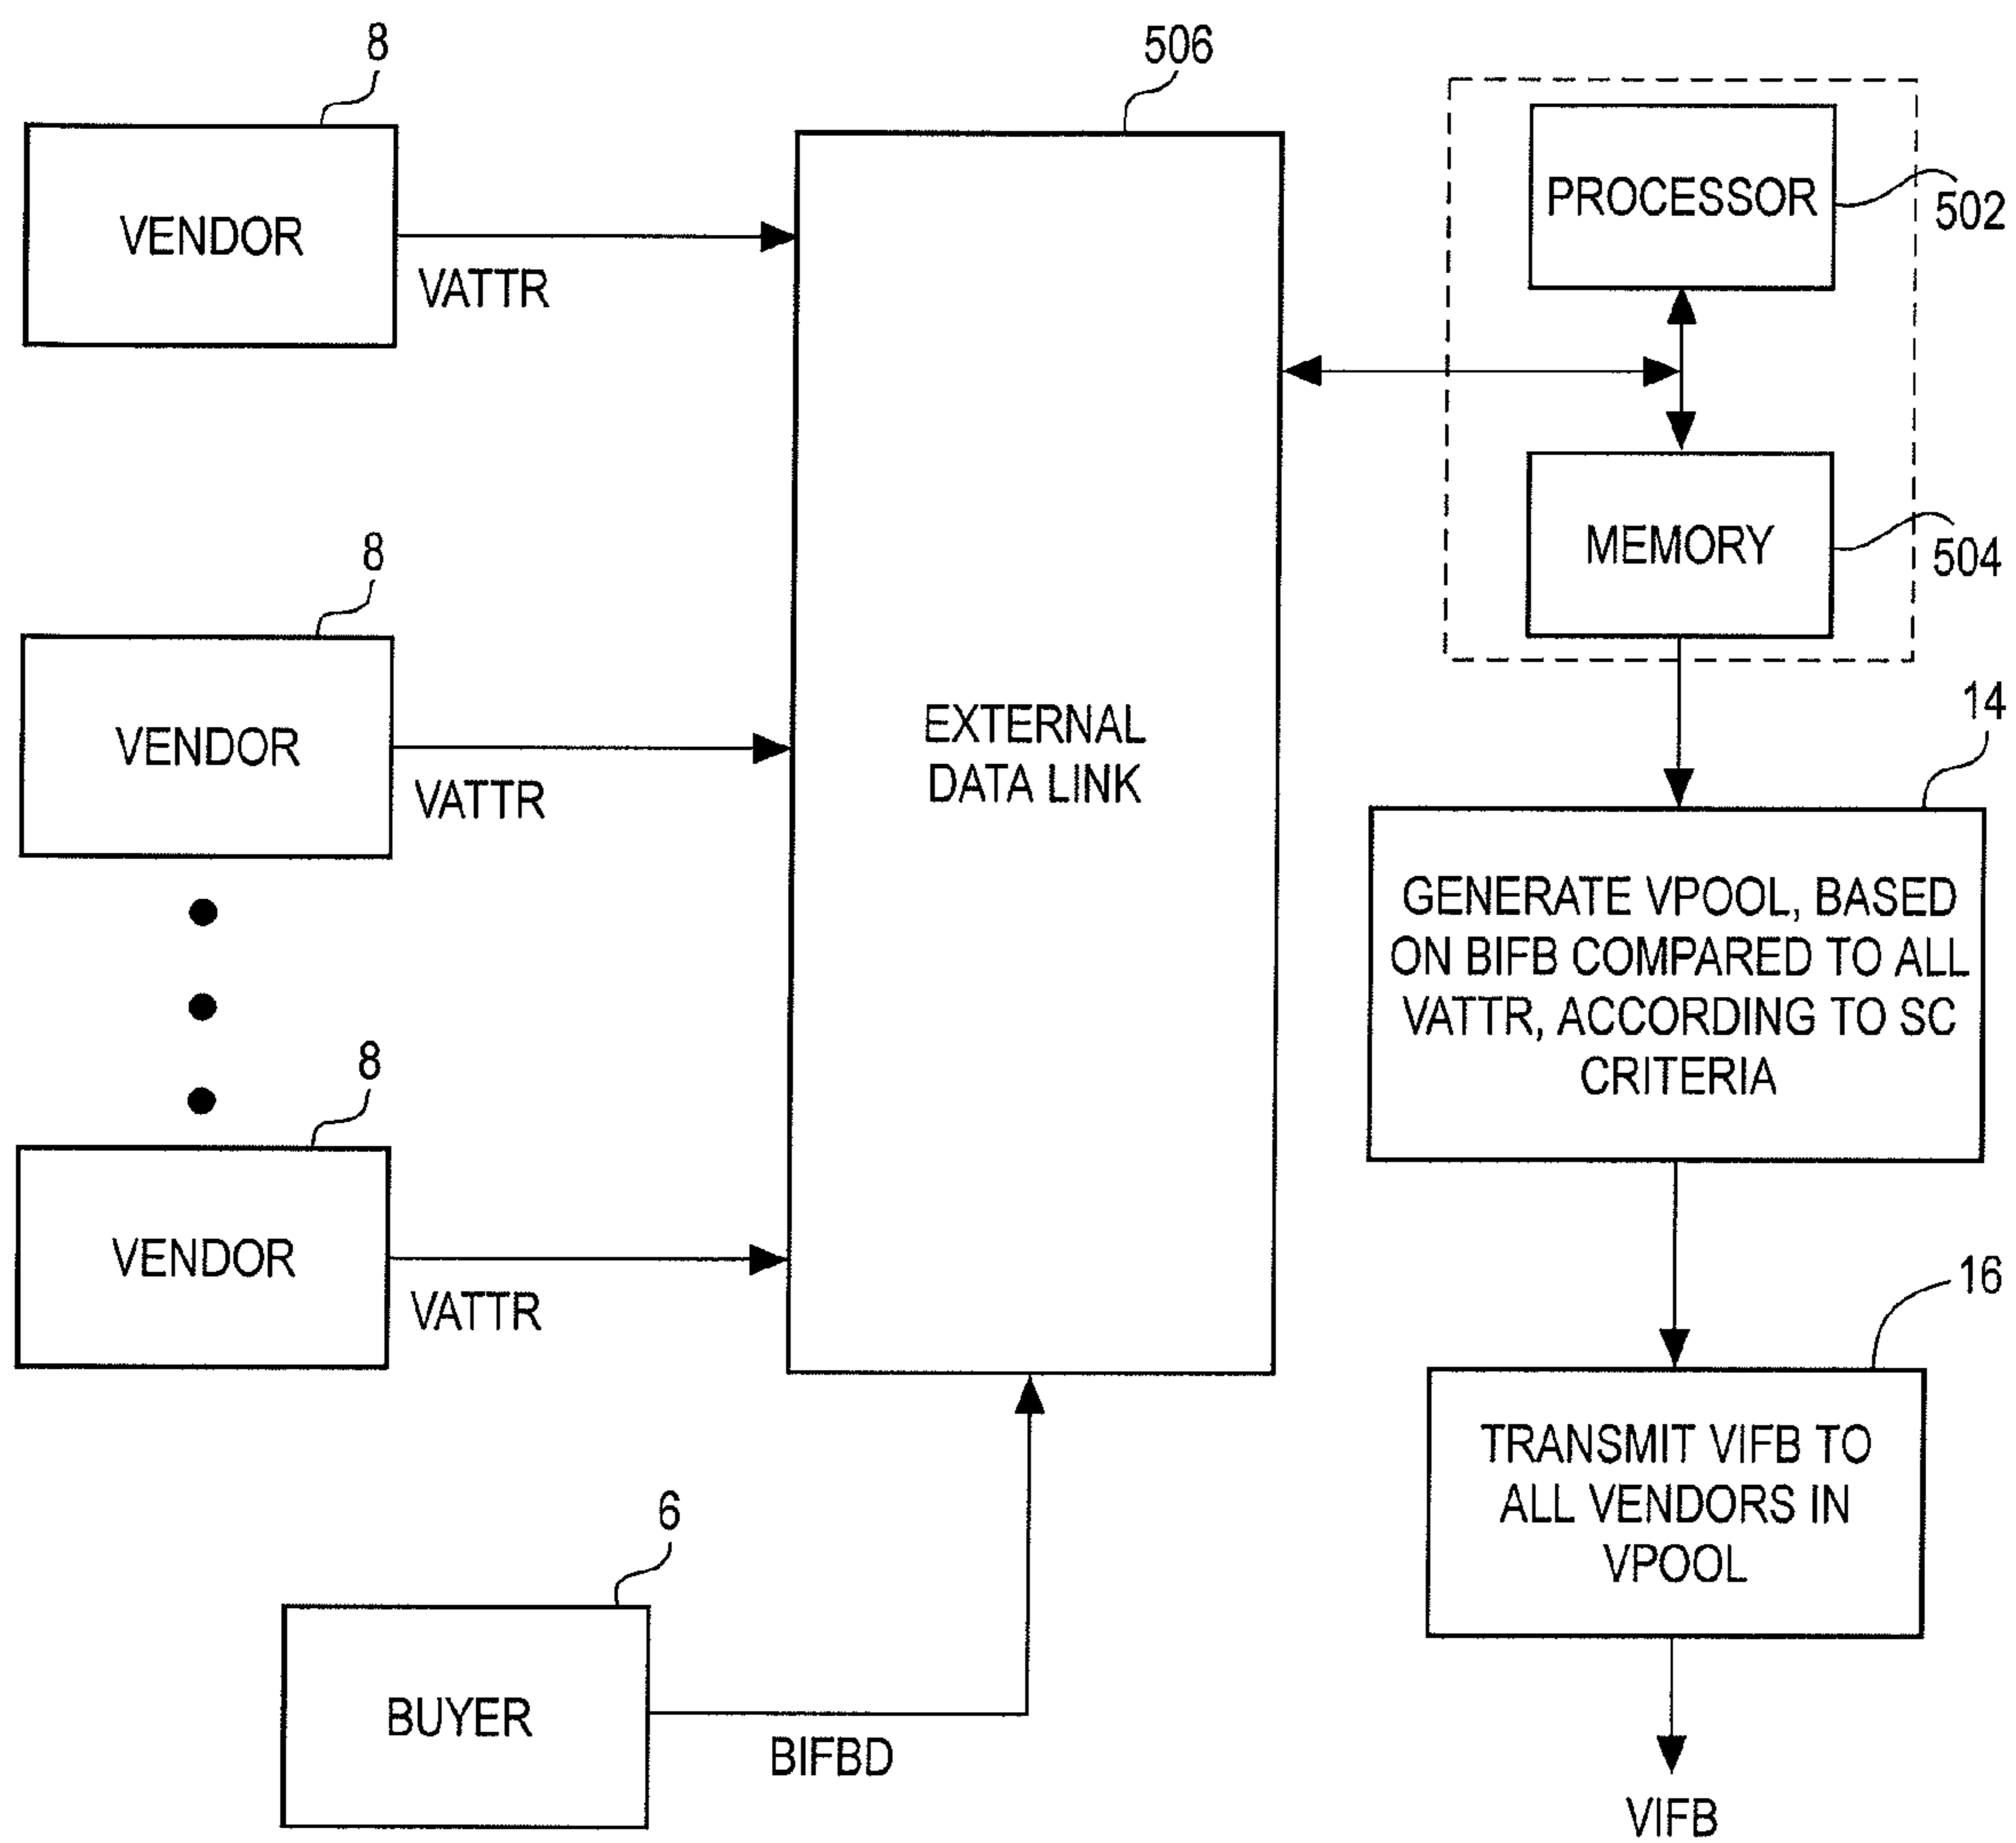 8
506
VENDOR
VATTR
PROCESSOR
502
8
VENDOR
VATTR
EXTERNAL
DATA LINK
MEMORY
504
14
GENERATE VPOOL, BASED
ON BIFB COMPARED TO ALL
VATTR, ACCORDING TO SC
CRITERIA
8
VENDOR
VATTR
16
TRANSMIT VIFB TO
ALL VENDORS IN
VPOOL
6
BUYER
BIFBD
VIFB